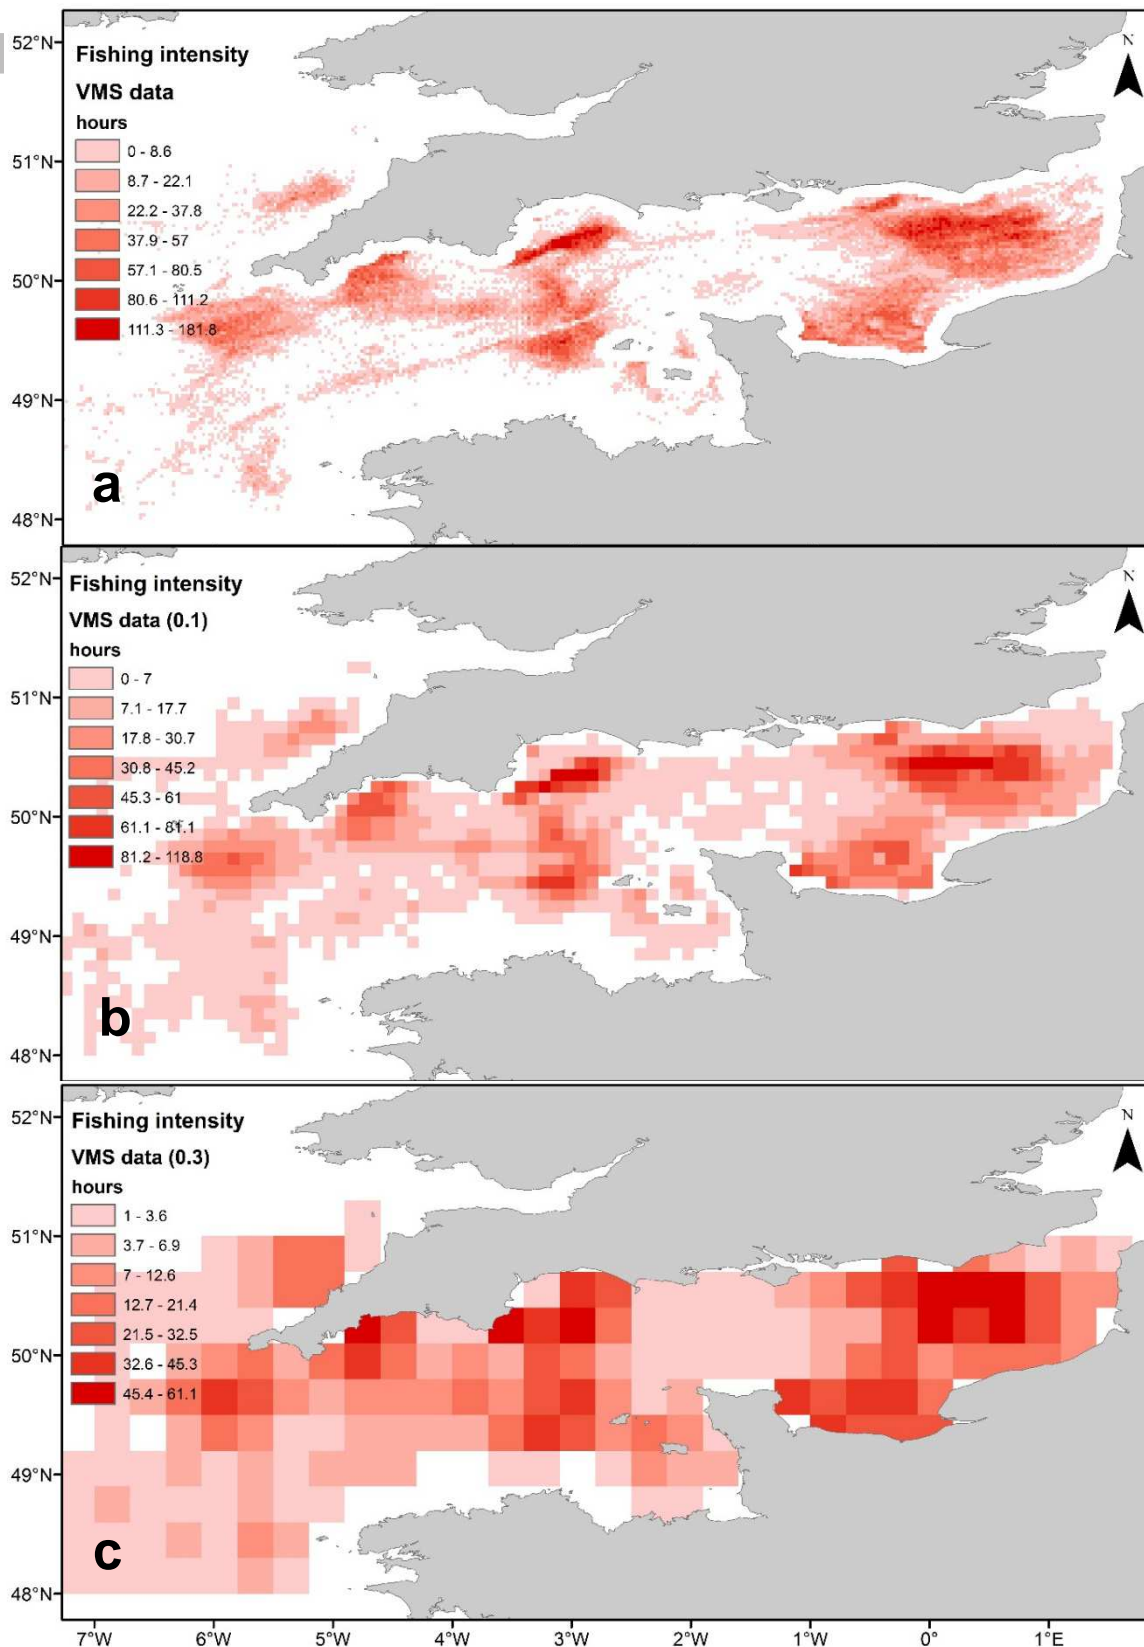 52°N
Fishing intensity
N
VMS data
hours
0 - 8.6
51°N
8.7 - 22.1
22.2 - 37.8
37.9 - 57
50°N
57.1 - 80.5
80.6 - 111.2
111.3 - 181.8
49°N
a
48°N
52°N
Fishing intensity
N
VMS data (0.1)
hours
0 - 7
51°N
7.1 - 17.7
17.8 - 30.7
30.8 - 45.2
45.3 - 61
50°N
61.1 - 81.1
81.2 - 118.8
49°N
b
48°N
52°N
Fishing intensity
N
VMS data (0.3)
hours
1 - 3.6
51°N
3.7 - 6.9
7 - 12.6
12.7 - 21.4
21.5 - 32.5
50°N
32.6 - 45.3
45.4 - 61.1
49°N
c
48°N
7°W 6°W 5°W 4°W 3°W 2°W 1°W 0° 1°E